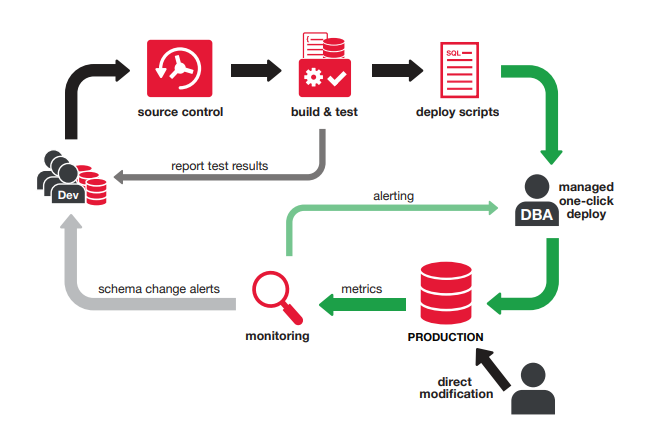 SQL
source control
build & test
deploy scripts
report test results
Dev
alerting
DBA
managed
one-click
deploy
schema change alerts
metrics
monitoring
PRODUCTION
direct
modification